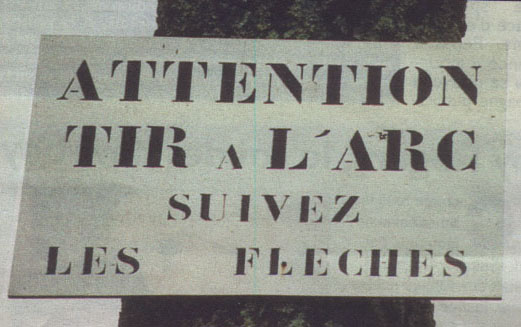 ATTENTION
TIR A L'ARC
SUIVEZ
LES FLECHES